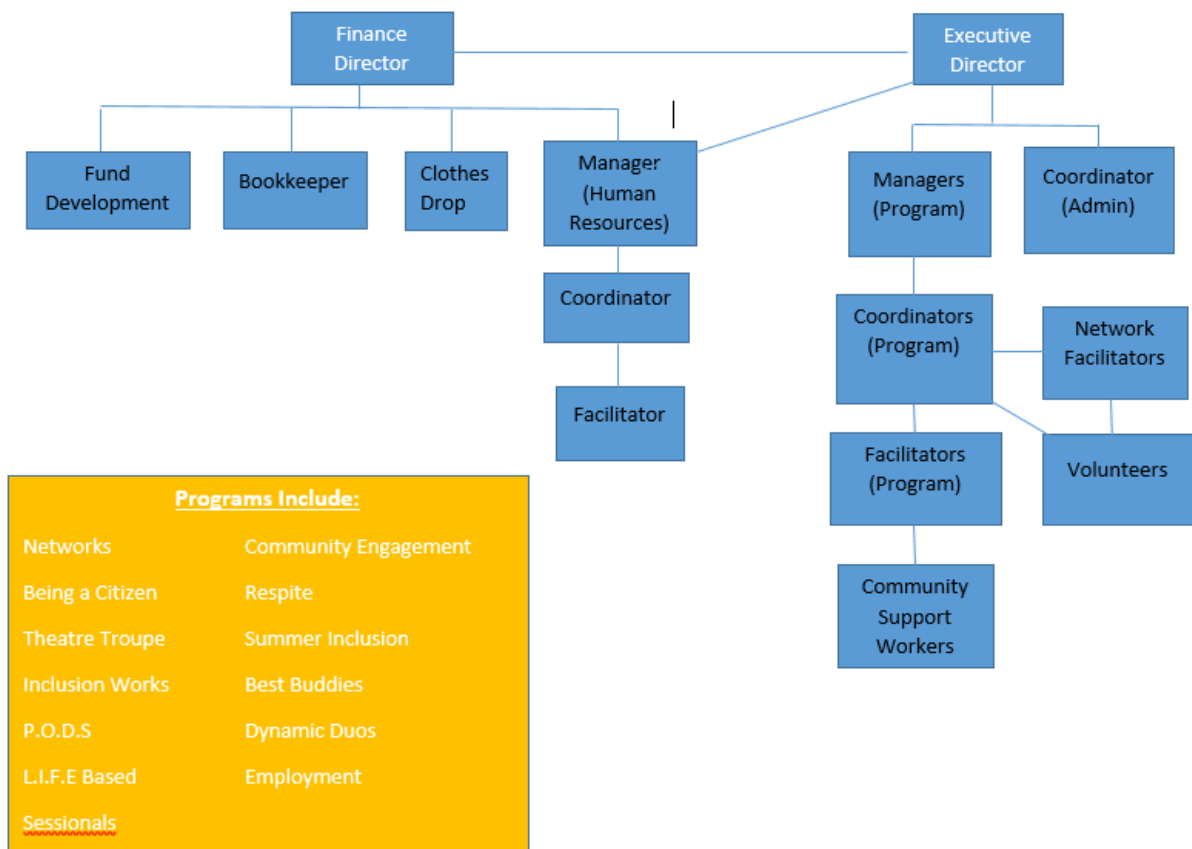 Finance
Director
Executive
Director
Fund
Development
Bookkeeper
Clothes
Drop
Manager
(Human
Resources)
Managers
(Program)
Coordinator
(Admin)
Coordinator
Facilitator
Coordinators
(Program)
Network
Facilitators
Facilitators
(Program)
Volunteers
Community
Support
Workers
Programs Include:
Networks
Community Engagement
Being a Citizen
Respite
Theatre Troupe
Summer Inclusion
Inclusion Works
Best Buddies
P.O.D.S
Dynamic Duos
L.I.F.E Based
Employment
Sessionals